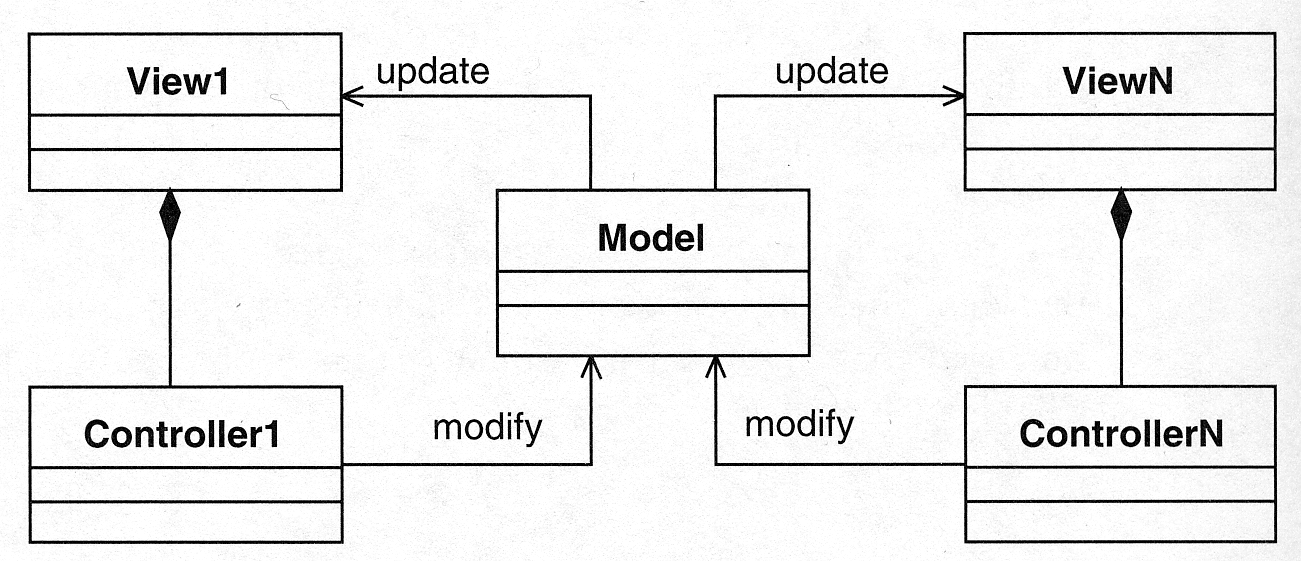 View1
update
update
ViewN
Model
Controller1
modify
modify
ControllerN